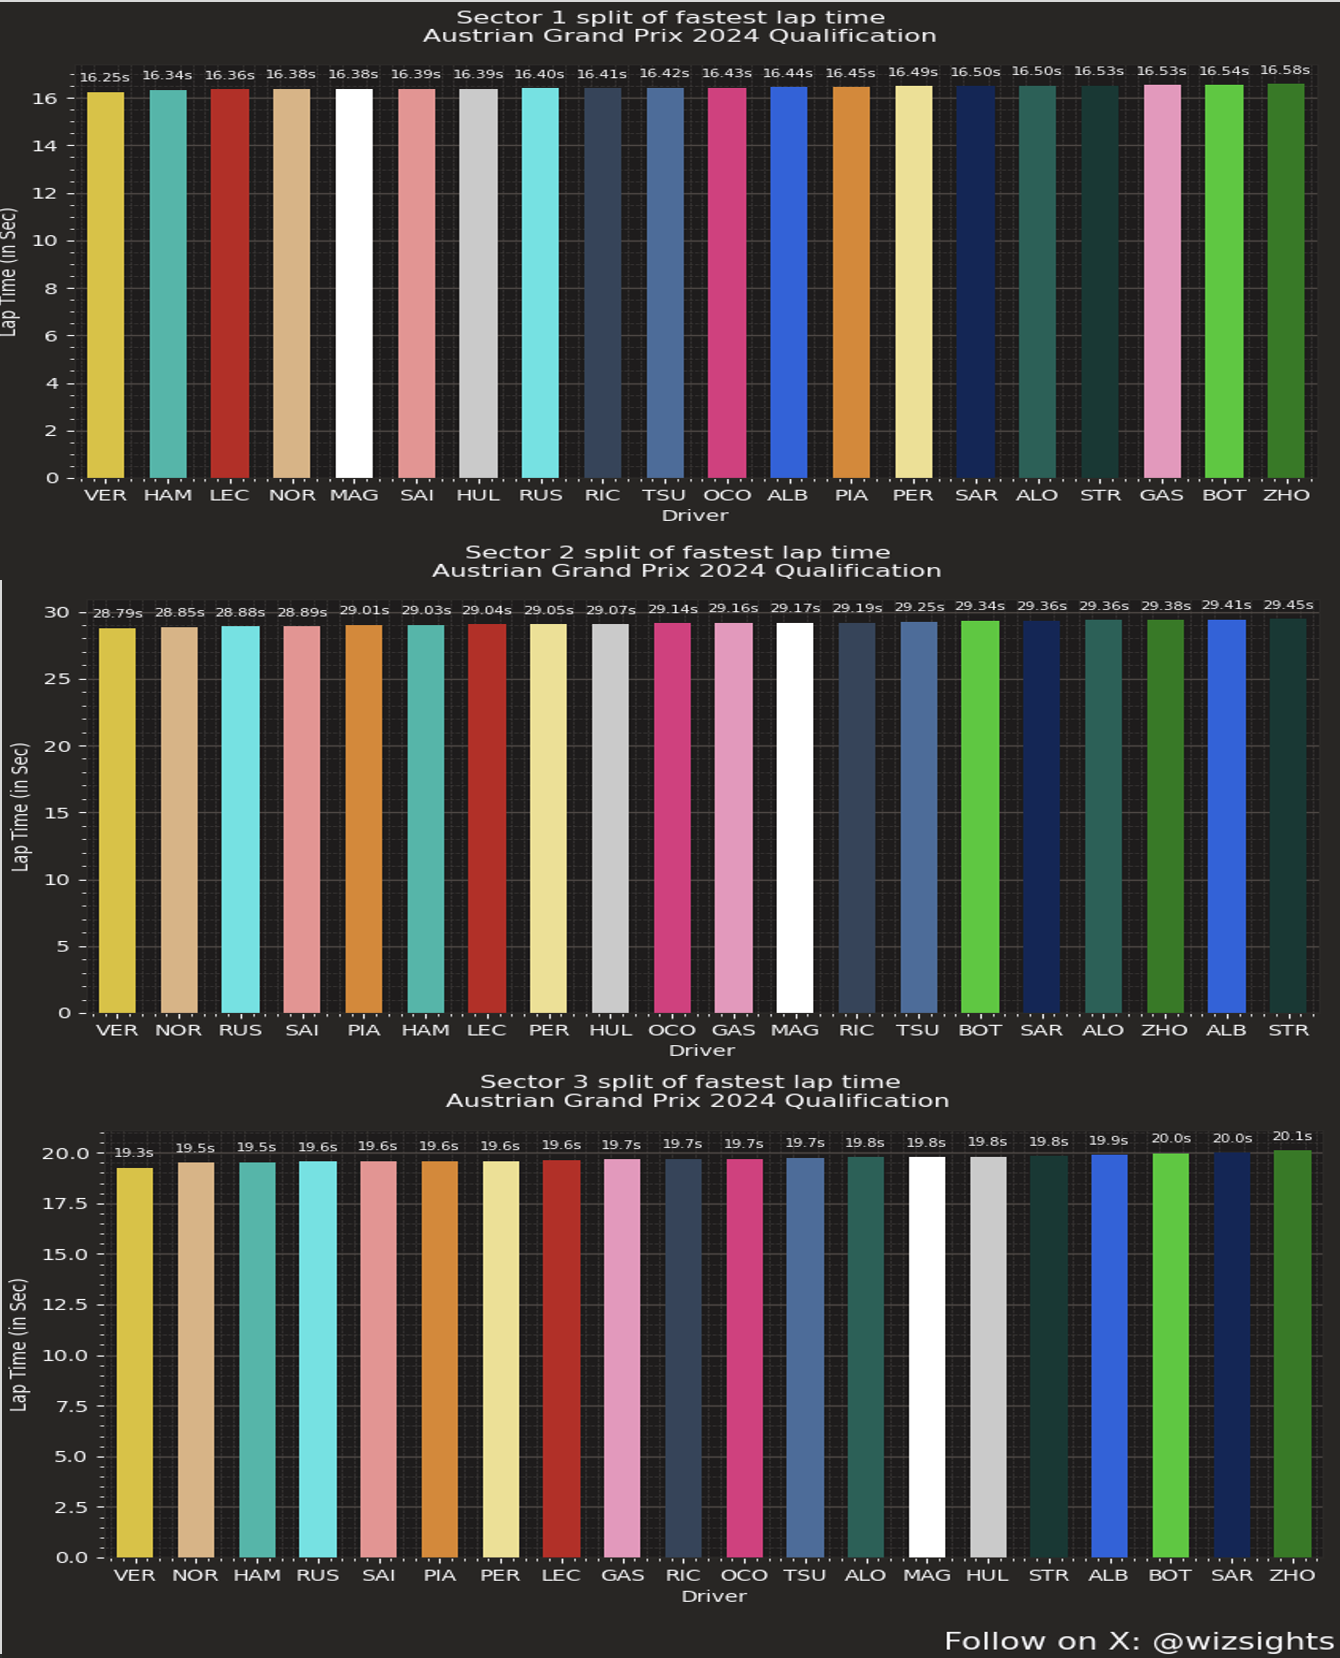 Sector 1 split of fastest lap time
Austrian Grand Prix 2024 Qualification
16.25s 16.34s 16.36s 16.38s 16.38s 16.39s 16.39s 16.40s 16.41s 16.42s 16.43s 16.44s 16.45s 16.49s 16.50s 16.50s 16.53s 16.53s 16.54s 16.58s
16
14
12
10
8
6
4
2
0
Lap Time (in Sec)
VER HAM LEC NOR MAG SAI HUL RUS RIC TSU OCO ALB PIA PER SAR ALO STR GAS BOT ZHO
Driver
Sector 2 split of fastest lap time
Austrian Grand Prix 2024 Qualification
28.79s 28.85s 28.88s 28.89s 29.01s 29.03s 29.04s 29.05s 29.07s 29.14s 29.16s 29.17s 29.19s 29.25s 29.34s 29.36s 29.36s 29.38s 29.41s 29.45s
30
25
20
15
10
5
0
Lap Time (in Sec)
VER NOR RUS SAI PIA HAM LEC PER HUL OCO GAS MAG RIC TSU BOT SAR ALO ZHO ALB STR
Driver
Sector 3 split of fastest lap time
Austrian Grand Prix 2024 Qualification
19.3s 19.5s 19.5s 19.6s 19.6s 19.6s 19.6s 19.6s 19.7s 19.7s 19.7s 19.7s 19.8s 19.8s 19.8s 19.8s 19.9s 20.0s 20.0s 20.1s
20.0
17.5
15.0
12.5
10.0
7.5
5.0
2.5
0.0
Lap Time (in Sec)
VER NOR HAM RUS SAI PIA PER LEC GAS RIC OCO TSU ALO MAG HUL STR ALB BOT SAR ZHO
Driver
Follow on X: @wizsights